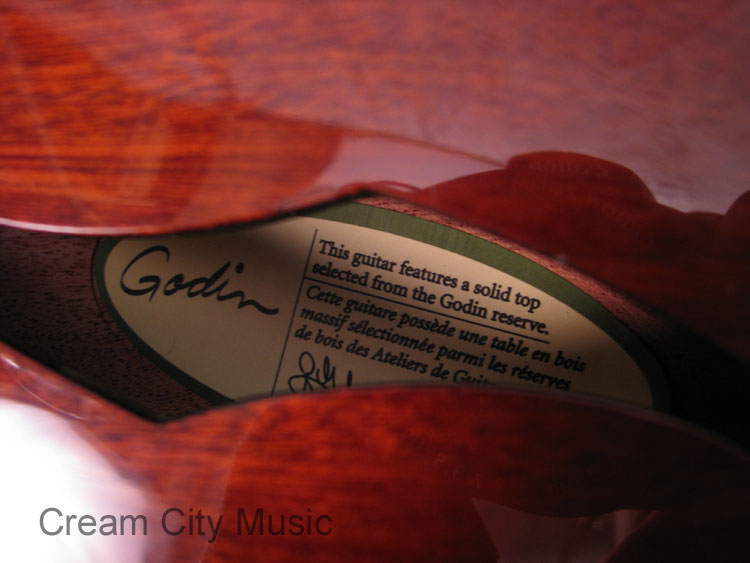 Godin
This guitar features a solid top
selected from the Godin reserve.
Cette guitare possède une table en bois
massif sélectionnée parmi les réserves
de bois des Ateliers de
Cream City Music